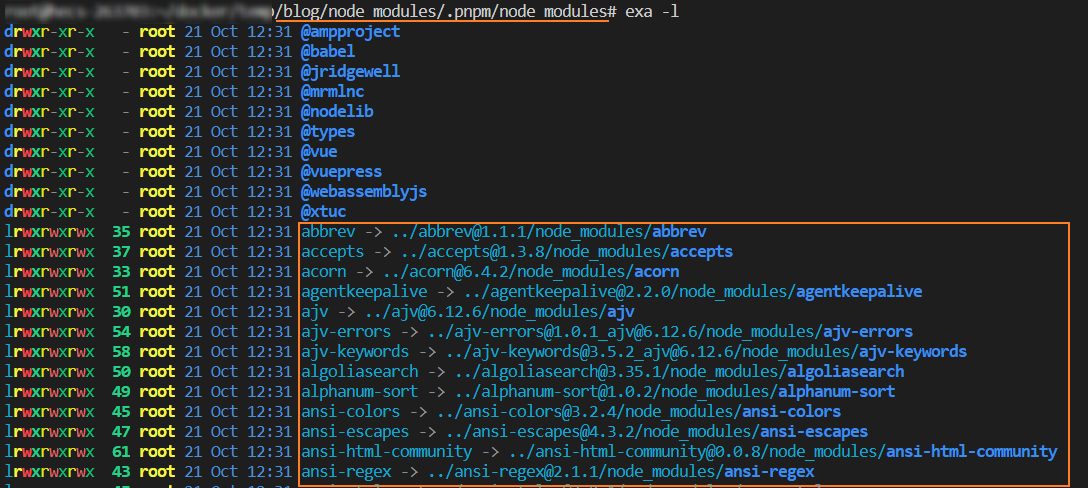 /blog/node_modules/.pnpm/node_modules# exa -l
drwxr-xr-x - root 21 Oct 12:31 @ampproject
drwxr-xr-x - root 21 Oct 12:31 @babel
drwxr-xr-x - root 21 Oct 12:31 @jridgewell
drwxr-xr-x - root 21 Oct 12:31 @mrmlnc
drwxr-xr-x - root 21 Oct 12:31 @nodelib
drwxr-xr-x - root 21 Oct 12:31 @types
drwxr-xr-x - root 21 Oct 12:31 @vue
drwxr-xr-x - root 21 Oct 12:31 @vuepress
drwxr-xr-x - root 21 Oct 12:31 @webassemblyjs
drwxr-xr-x - root 21 Oct 12:31 @xtuc
lrwxrwxrwx 35 root 21 Oct 12:31 abbrev -> ../abbrev@1.1.1/node_modules/abbrev
lrwxrwxrwx 37 root 21 Oct 12:31 accepts -> ../accepts@1.3.8/node_modules/accepts
lrwxrwxrwx 33 root 21 Oct 12:31 acorn -> ../acorn@6.4.2/node_modules/acorn
lrwxrwxrwx 51 root 21 Oct 12:31 agentkeepalive -> ../agentkeepalive@2.2.0/node_modules/agentkeepalive
lrwxrwxrwx 30 root 21 Oct 12:31 ajv -> ../ajv@6.12.6/node_modules/ajv
lrwxrwxrwx 54 root 21 Oct 12:31 ajv-errors -> ../ajv-errors@1.0.1_ajv@6.12.6/node_modules/ajv-errors
lrwxrwxrwx 58 root 21 Oct 12:31 ajv-keywords -> ../ajv-keywords@3.5.2_ajv@6.12.6/node_modules/ajv-keywords
lrwxrwxrwx 50 root 21 Oct 12:31 algoliasearch -> ../algoliasearch@3.35.1/node_modules/algoliasearch
lrwxrwxrwx 49 root 21 Oct 12:31 alphanum-sort -> ../alphanum-sort@1.0.2/node_modules/alphanum-sort
lrwxrwxrwx 45 root 21 Oct 12:31 ansi-colors -> ../ansi-colors@3.2.4/node_modules/ansi-colors
lrwxrwxrwx 47 root 21 Oct 12:31 ansi-escapes -> ../ansi-escapes@4.3.2/node_modules/ansi-escapes
lrwxrwxrwx 61 root 21 Oct 12:31 ansi-html-community -> ../ansi-html-community@0.0.8/node_modules/ansi-html-community
lrwxrwxrwx 43 root 21 Oct 12:31 ansi-regex -> ../ansi-regex@2.1.1/node_modules/ansi-regex